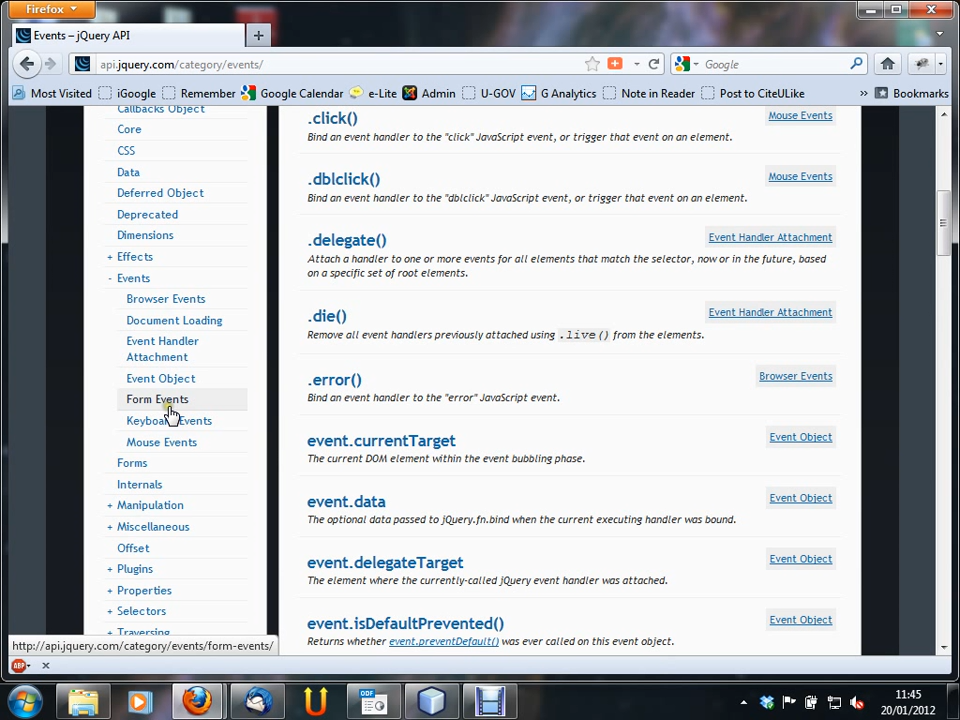 Firefox
Events – jQuery API
api.jquery.com/category/events/
Google
Most Visited
iGoogle
Remember
Google Calendar
e-Lite
Admin
U-GOV
G Analytics
Note in Reader
Post to CiteULike
»
Bookmarks
Callbacks Object
Core
CSS
Data
Deferred Object
Deprecated
Dimensions
+ Effects
- Events
Browser Events
Document Loading
Event Handler
Attachment
Event Object
Form Events
Keyboard Events
Mouse Events
Forms
Internals
+ Manipulation
+ Miscellaneous
Offset
+ Plugins
+ Properties
+ Selectors
+ Traversing
.click()
Mouse Events
Bind an event handler to the "click" JavaScript event, or trigger that event on an element.
.dblclick()
Mouse Events
Bind an event handler to the "dblclick" JavaScript event, or trigger that event on an element.
.delegate()
Event Handler Attachment
Attach a handler to one or more events for all elements that match the selector, now or in the future, based
on a specific set of root elements.
.die()
Event Handler Attachment
Remove all event handlers previously attached using .live() from the elements.
.error()
Browser Events
Bind an event handler to the "error" JavaScript event.
event.currentTarget
Event Object
The current DOM element within the event bubbling phase.
event.data
Event Object
The optional data passed to jQuery.fn.bind when the current executing handler was bound.
event.delegateTarget
Event Object
The element where the currently-called jQuery event handler was attached.
event.isDefaultPrevented()
Event Object
Returns whether event.preventDefault() was ever called on this event object.
http://api.jquery.com/category/events/form-events/
ABP
ODF
11:45
20/01/2012